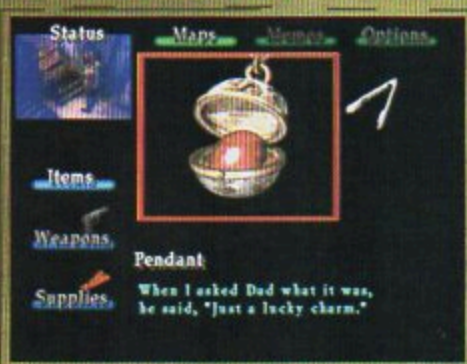 Status
Maps
Memos
Options
Items
Weapons
Supplies
Pendant
When I asked Dad what it was,
he said, "Just a lucky charm."